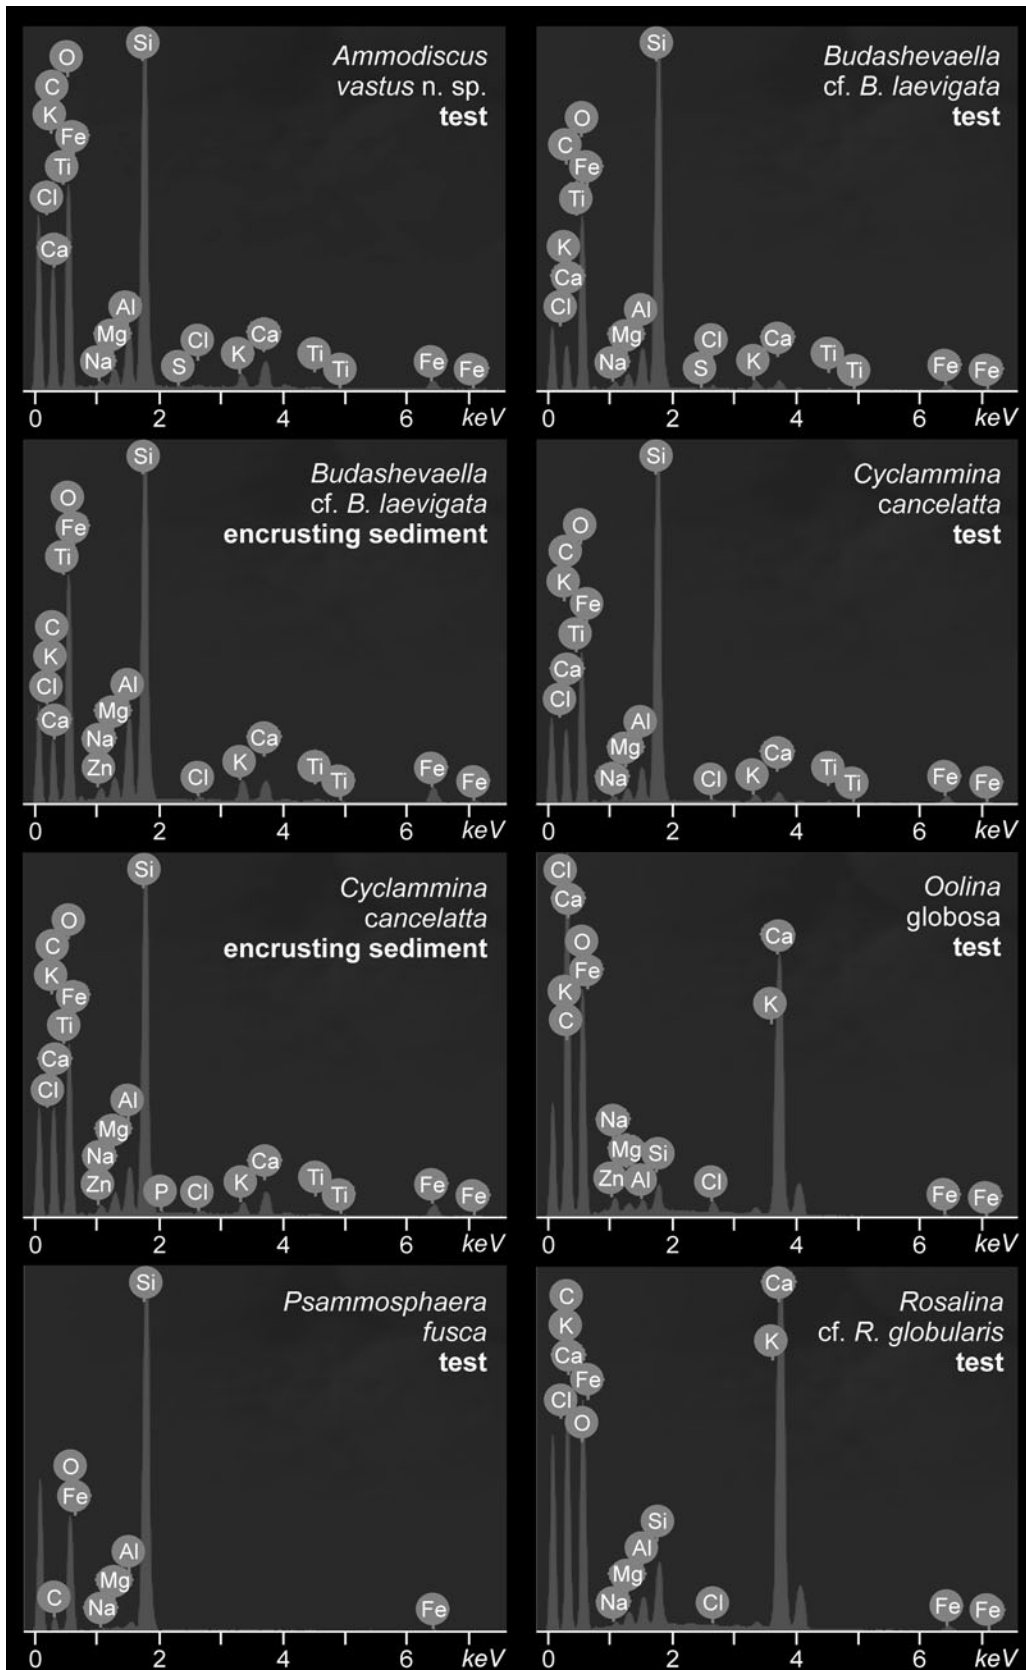 Ammodiscus
vastus n. sp.
test
Si
O
C
K
Fe
Ti
Cl
Ca
Al
Mg
Na
S
Cl
K
Ca
Ti
Ti
Fe
Fe
0 2 4 6 keV
Budashevaella
cf. B. laevigata
test
Si
O
C
Fe
Ti
K
Ca
Cl
Al
Mg
Na
S
Cl
K
Ca
Ti
Ti
Fe
Fe
0 2 4 6 keV
Budashevaella
cf. B. laevigata
encrusting sediment
Si
O
Fe
Ti
C
K
Cl
Ca
Al
Mg
Na
Zn
Cl
K
Ca
Ti
Ti
Fe
Fe
0 2 4 6 keV
Cyclammina
cancelatta
test
Si
O
C
K
Fe
Ti
Ca
Cl
Al
Mg
Na
Cl
K
Ca
Ti
Ti
Fe
Fe
0 2 4 6 keV
Cyclammina
cancelatta
encrusting sediment
Si
O
C
K
Fe
Ti
Ca
Cl
Al
Mg
Na
Zn
P
Cl
K
Ca
Ti
Ti
Fe
Fe
0 2 4 6 keV
Oolina
globosa
test
Cl
Ca
O
Fe
K
C
Na
Mg
Zn
Al
Si
Cl
Ca
K
Fe
Fe
0 2 4 6 keV
Psammosphaera
fusca
test
Si
O
Fe
C
Al
Mg
Na
Fe
0 2 4 6 keV
Rosalina
cf. R. globularis
test
C
K
Ca
Fe
Cl
O
Si
Al
Mg
Na
Cl
Ca
K
Fe
Fe
0 2 4 6 keV